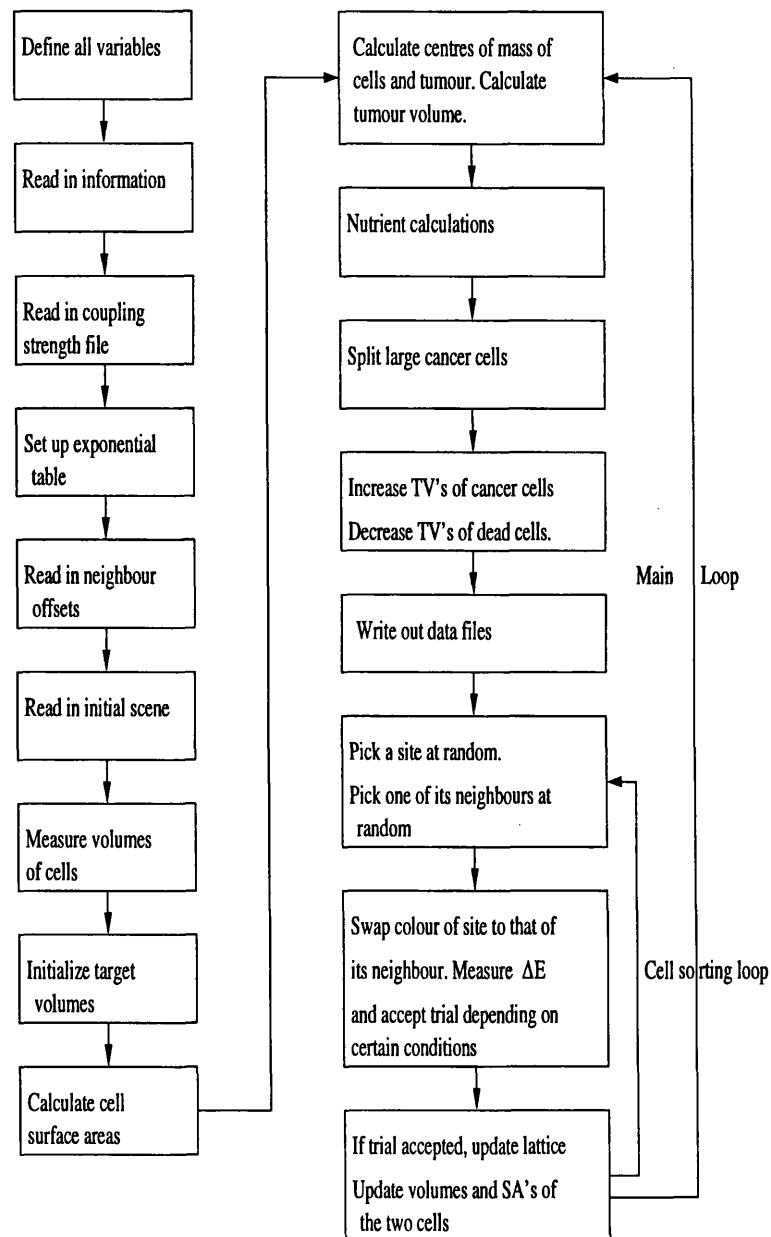 Define all variables
Read in information
Read in coupling
strength file
Set up exponential
table
Read in neighbour
offsets
Read in initial scene
Measure volumes
of cells
Initialize target
volumes
Calculate cell
surface areas
Calculate centres of mass of
cells and tumour. Calculate
tumour volume.
Nutrient calculations
Split large cancer cells
Increase TV's of cancer cells
Decrease TV's of dead cells.
Write out data files
Pick a site at random.
Pick one of its neighbours at
random
Swap colour of site to that of
its neighbour. Measure ΔE
and accept trial depending on
certain conditions
If trial accepted, update lattice
Update volumes and SA's of
the two cells
Main Loop
Cell sorting loop